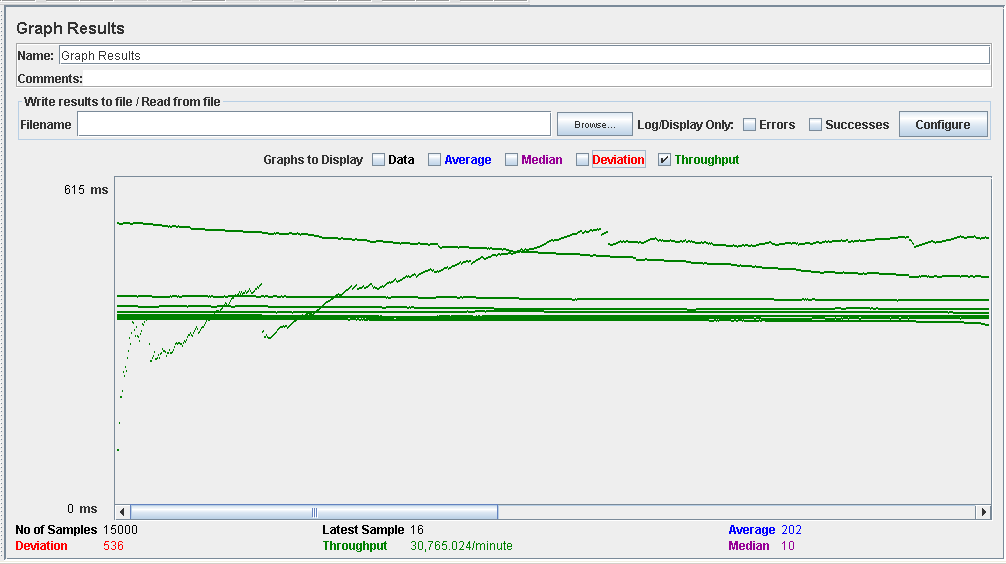 Graph Results
Name: Graph Results
Comments:
Write results to file / Read from file
Filename Browse... Log/Display Only: Errors Successes Configure
Graphs to Display Data Average Median Deviation Throughput
615 ms
0 ms
No of Samples 15000 Latest Sample 16 Average 202
Deviation 536 Throughput 30,765.024/minute Median 10